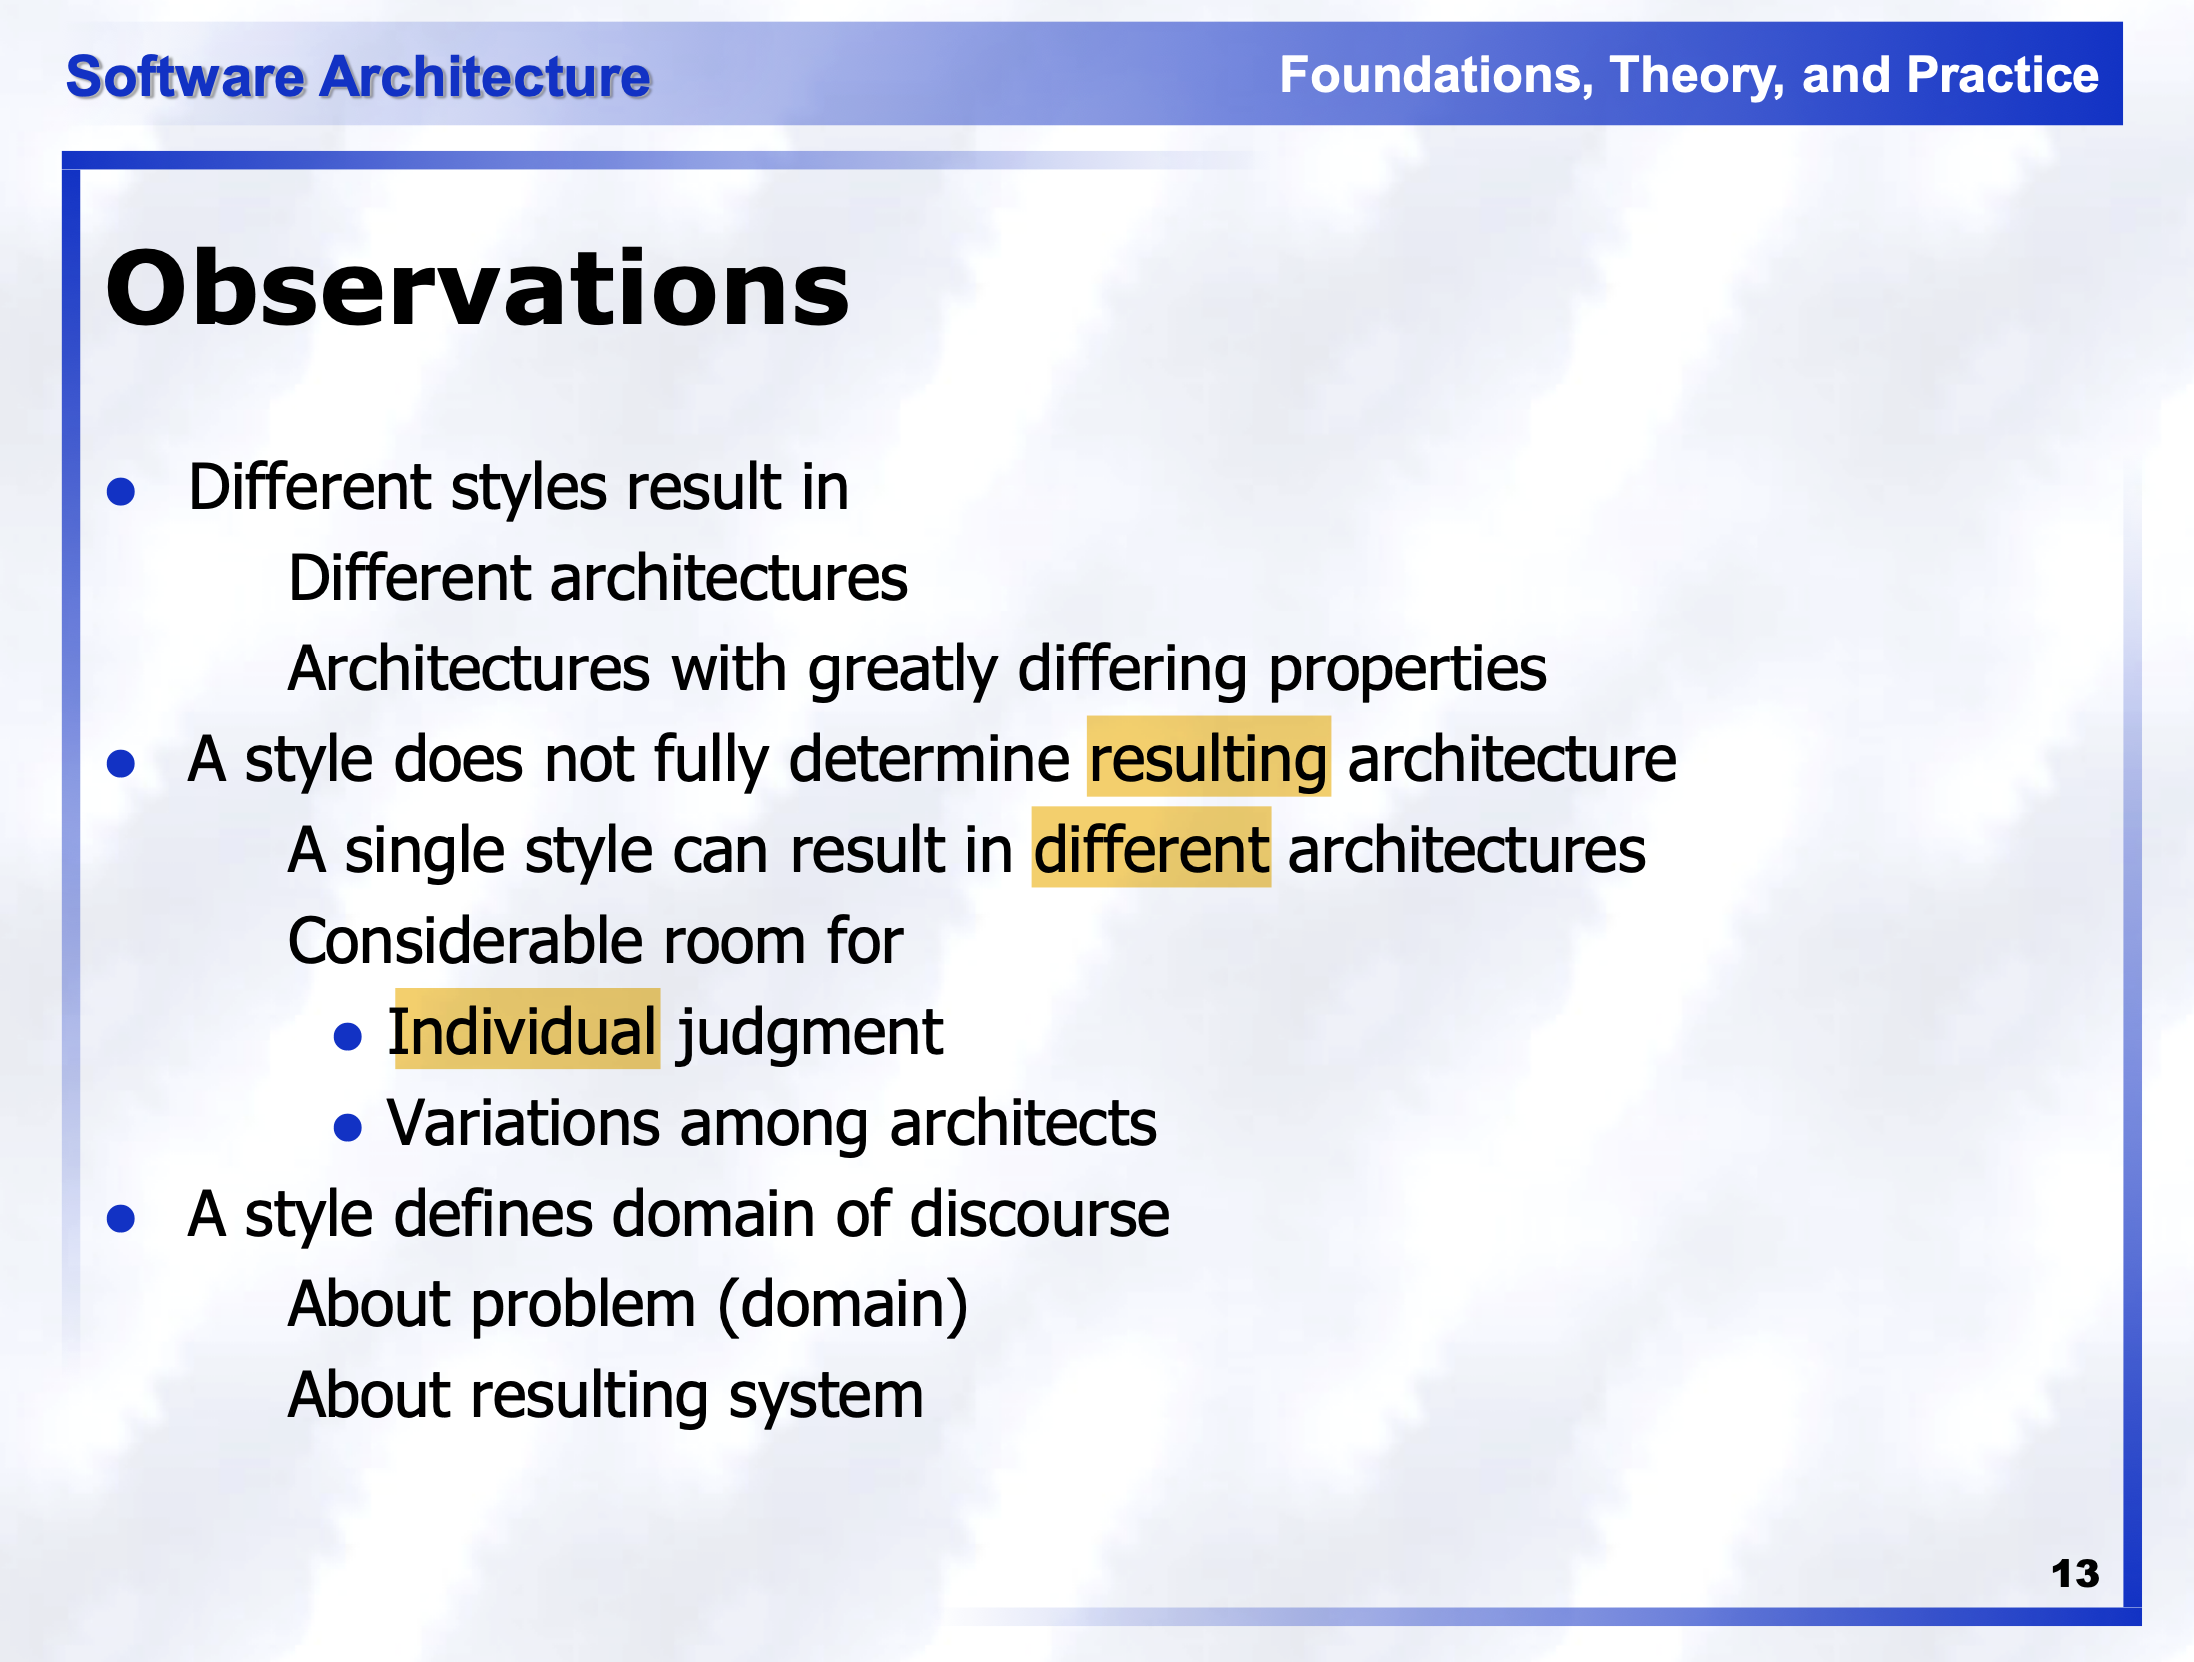 Software Architecture
Foundations, Theory, and Practice
Observations
Different styles result in
Different architectures
Architectures with greatly differing properties
A style does not fully determine resulting architecture
A single style can result in different architectures
Considerable room for
Individual judgment
Variations among architects
A style defines domain of discourse
About problem (domain)
About resulting system
13